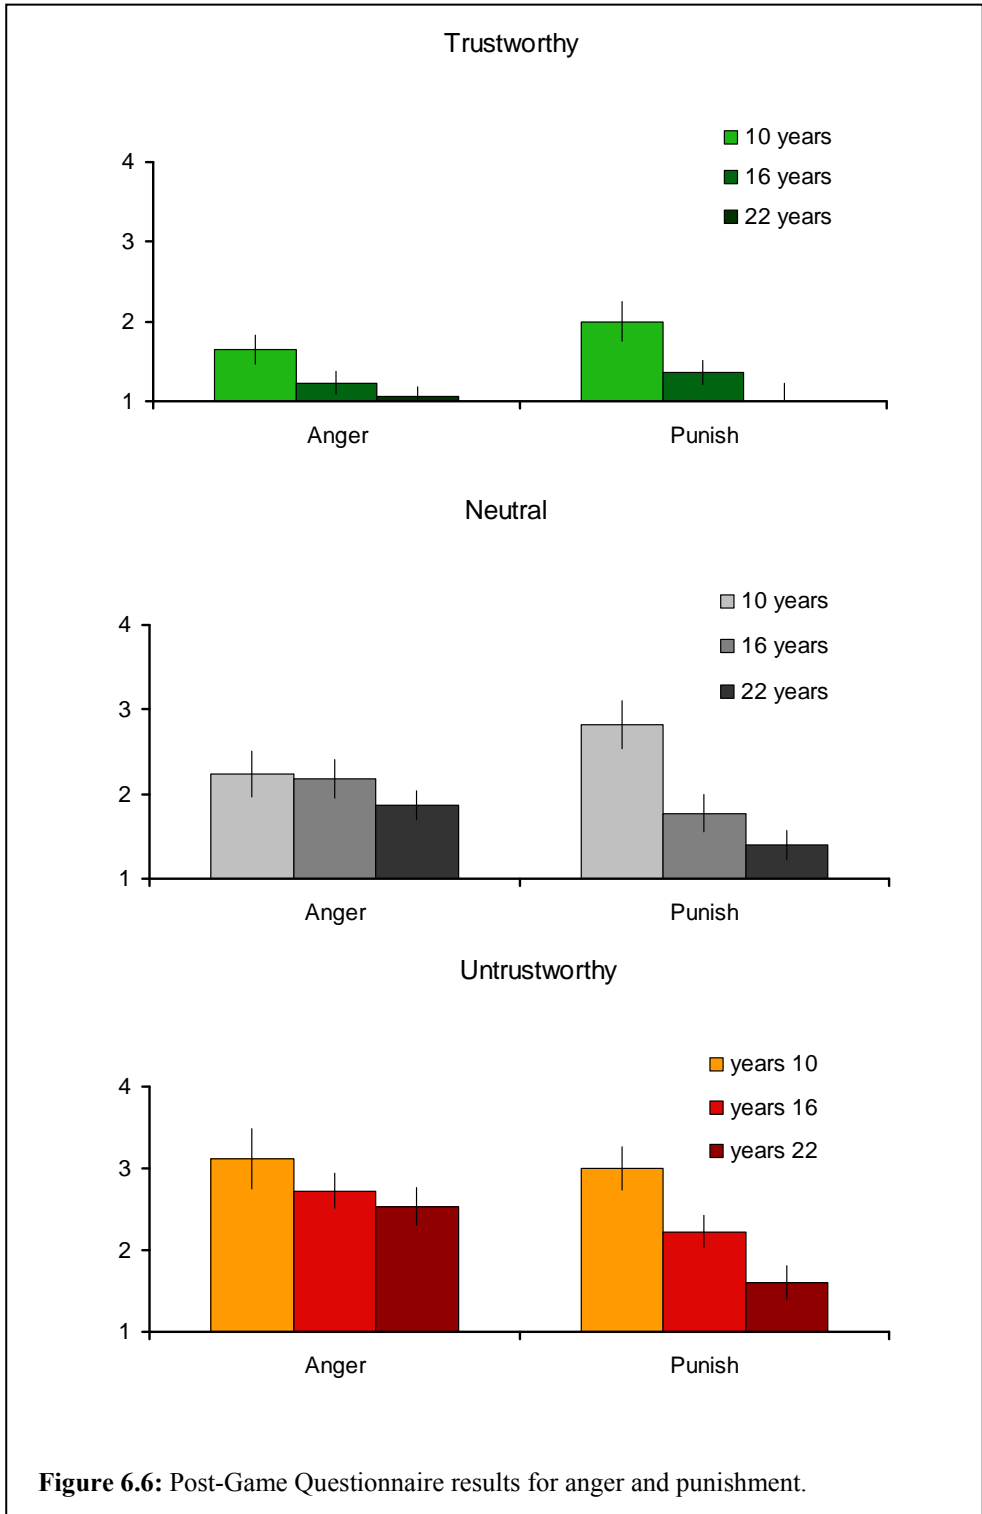 Trustworthy
10 years
16 years
22 years
4
3
2
1
Anger Punish
Neutral
10 years
16 years
22 years
4
3
2
1
Anger Punish
Untrustworthy
years 10
years 16
years 22
4
3
2
1
Anger Punish
Figure 6.6: Post-Game Questionnaire results for anger and punishment.